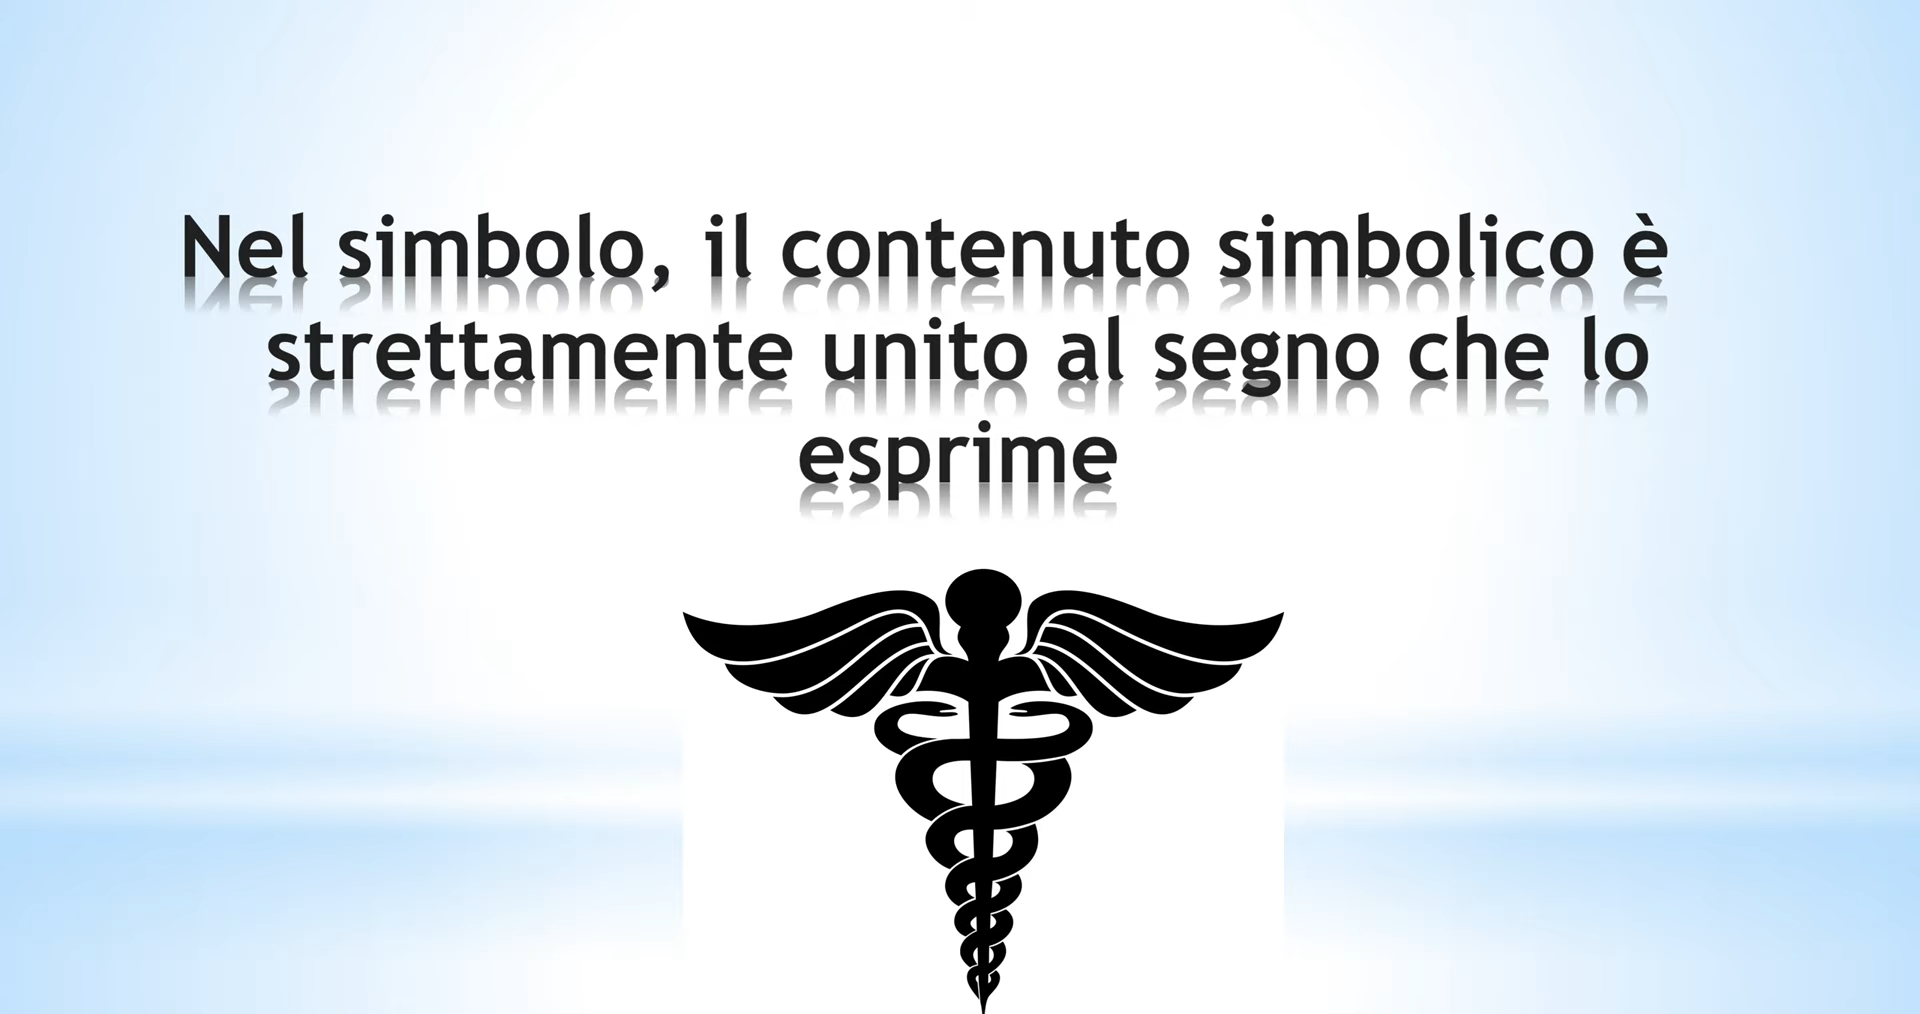 Nel simbolo, il contenuto simbolico è
strettamente unito al segno che lo
esprime